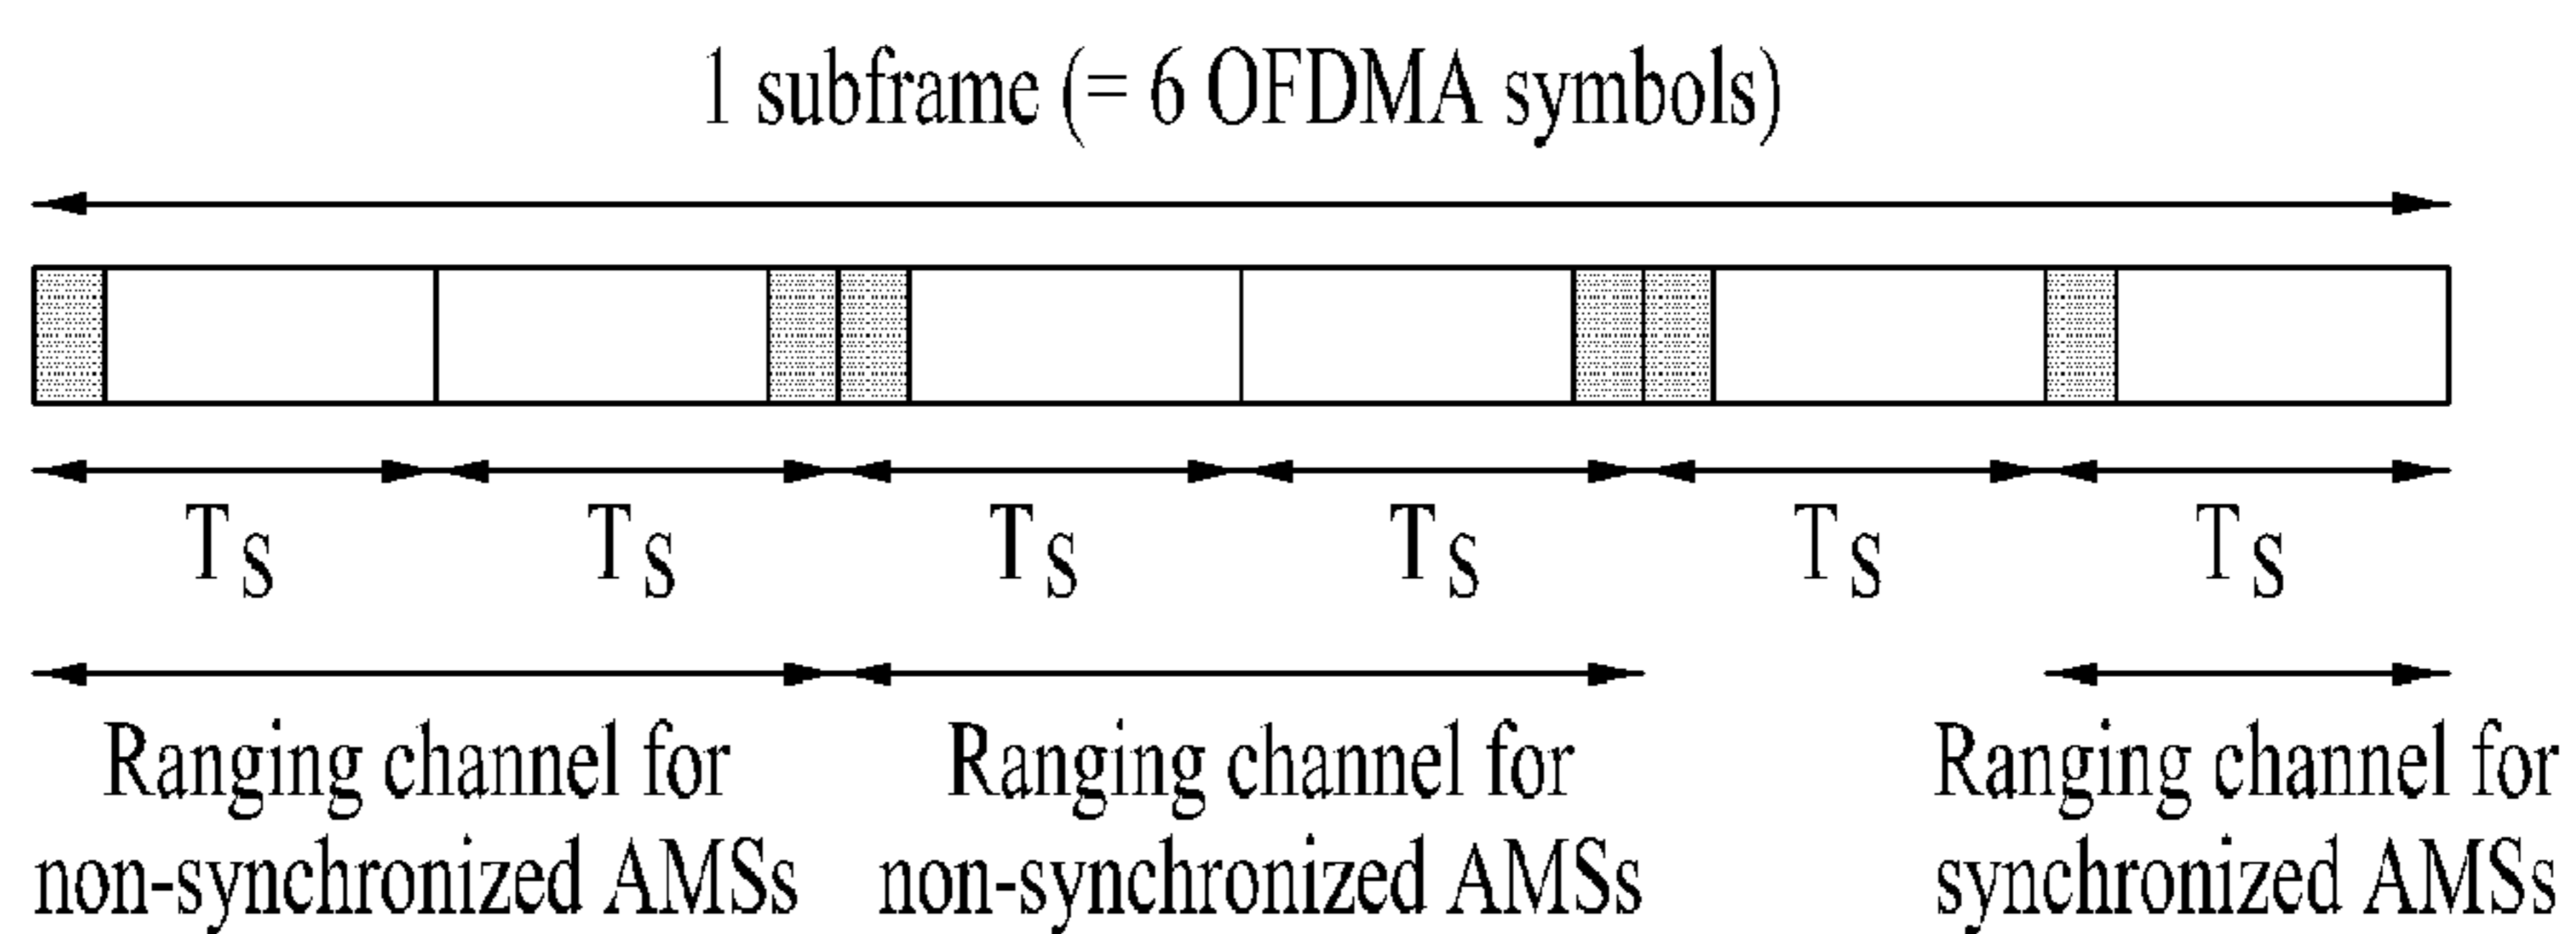 1 subframe (= 6 OFDMA symbols)
TS TS TS TS TS TS
Ranging channel for
non-synchronized AMSs
Ranging channel for
non-synchronized AMSs
Ranging channel for
synchronized AMSs